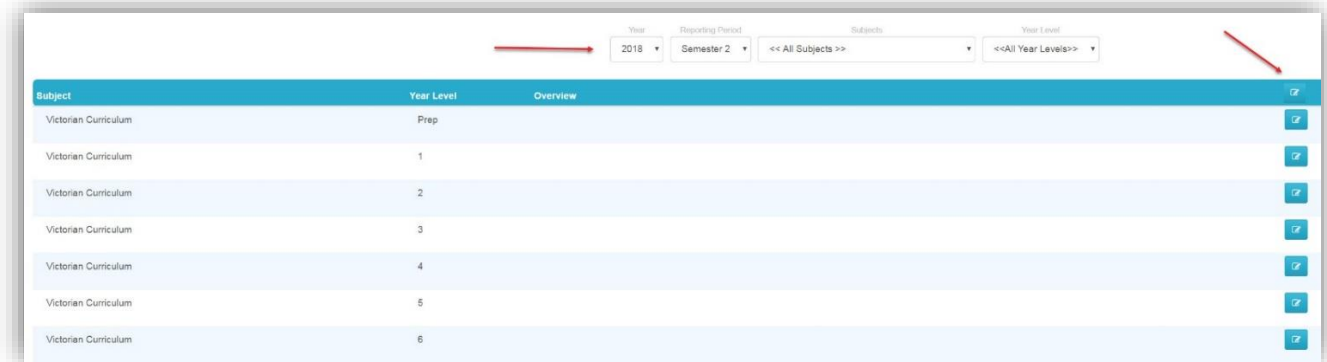 Year Reporting Period Subjects Year Level
2018 Semester 2 << All Subjects >> <<All Year Levels>>
Subject Year Level Overview
Victorian Curriculum Prep
Victorian Curriculum 1
Victorian Curriculum 2
Victorian Curriculum 3
Victorian Curriculum 4
Victorian Curriculum 5
Victorian Curriculum 6